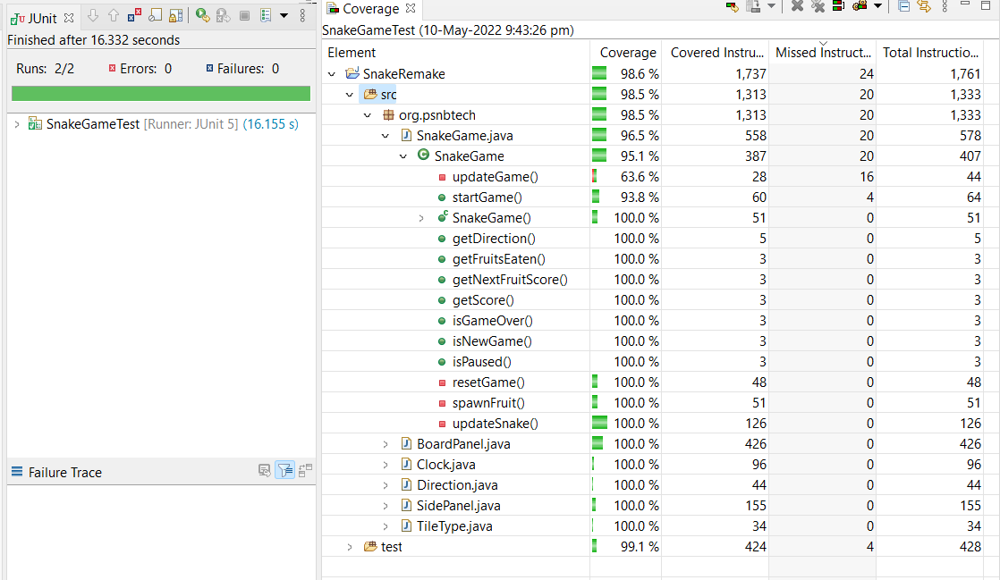 JUnit
Finished after 16.332 seconds
Runs: 2/2 Errors: 0 Failures: 0
SnakeGameTest [Runner: JUnit 5] (16.155 s)
Failure Trace
Coverage
SnakeGameTest (10-May-2022 9:43:26 pm)
Element Coverage Covered Instru... Missed Instruct... Total Instructio...
SnakeRemake 98.6 % 1,737 24 1,761
src 98.5 % 1,313 20 1,333
org.psnbtech 98.5 % 1,313 20 1,333
SnakeGame.java 96.5 % 558 20 578
SnakeGame 95.1 % 387 20 407
updateGame() 63.6 % 28 16 44
startGame() 93.8 % 60 4 64
SnakeGame() 100.0 % 51 0 51
getDirection() 100.0 % 5 0 5
getFruitsEaten() 100.0 % 3 0 3
getNextFruitScore() 100.0 % 3 0 3
getScore() 100.0 % 3 0 3
isGameOver() 100.0 % 3 0 3
isNewGame() 100.0 % 3 0 3
isPaused() 100.0 % 3 0 3
resetGame() 100.0 % 48 0 48
spawnFruit() 100.0 % 51 0 51
updateSnake() 100.0 % 126 0 126
BoardPanel.java 100.0 % 426 0 426
Clock.java 100.0 % 96 0 96
Direction.java 100.0 % 44 0 44
SidePanel.java 100.0 % 155 0 155
TileType.java 100.0 % 34 0 34
test 99.1 % 424 4 428